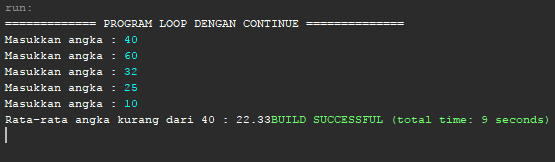 run:
============= PROGRAM LOOP DENGAN CONTINUE ==============
Masukkan angka : 40
Masukkan angka : 60
Masukkan angka : 32
Masukkan angka : 25
Masukkan angka : 10
Rata-rata angka kurang dari 40 : 22.33BUILD SUCCESSFUL (total time: 9 seconds)